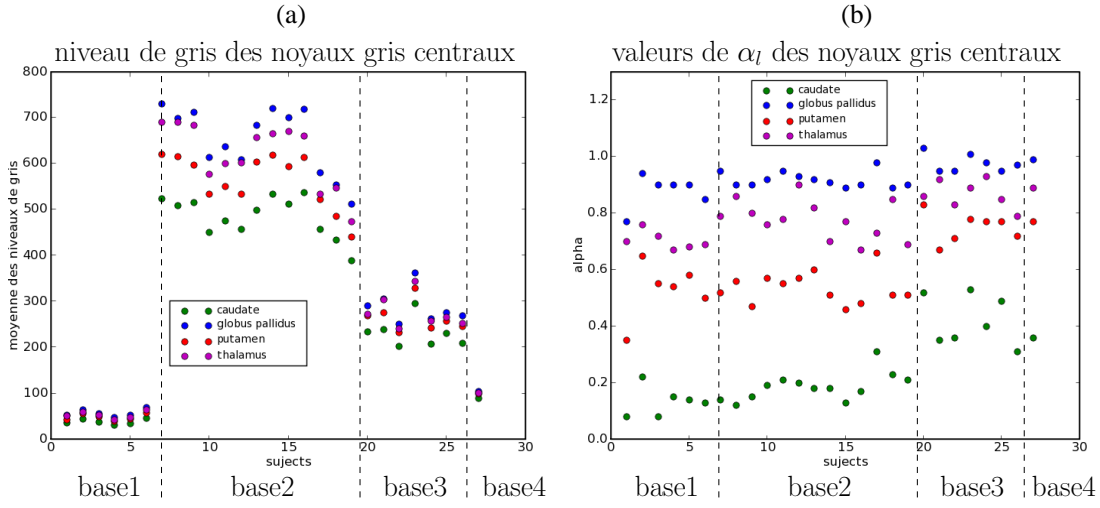 (a)
niveau de gris des noyaux gris centraux
800
700
600
500
400
300
200
100
0
moyenne des niveaux de gris
caudate
globus pallidus
putamen
thalamus
0 5 10 15 20 25 30
sujects
base1 base2 base3 base4
(b)
valeurs de αl des noyaux gris centraux
1.2
1.0
0.8
0.6
0.4
0.2
0.0
alpha
caudate
globus pallidus
putamen
thalamus
0 5 10 15 20 25 30
sujects
base1 base2 base3 base4